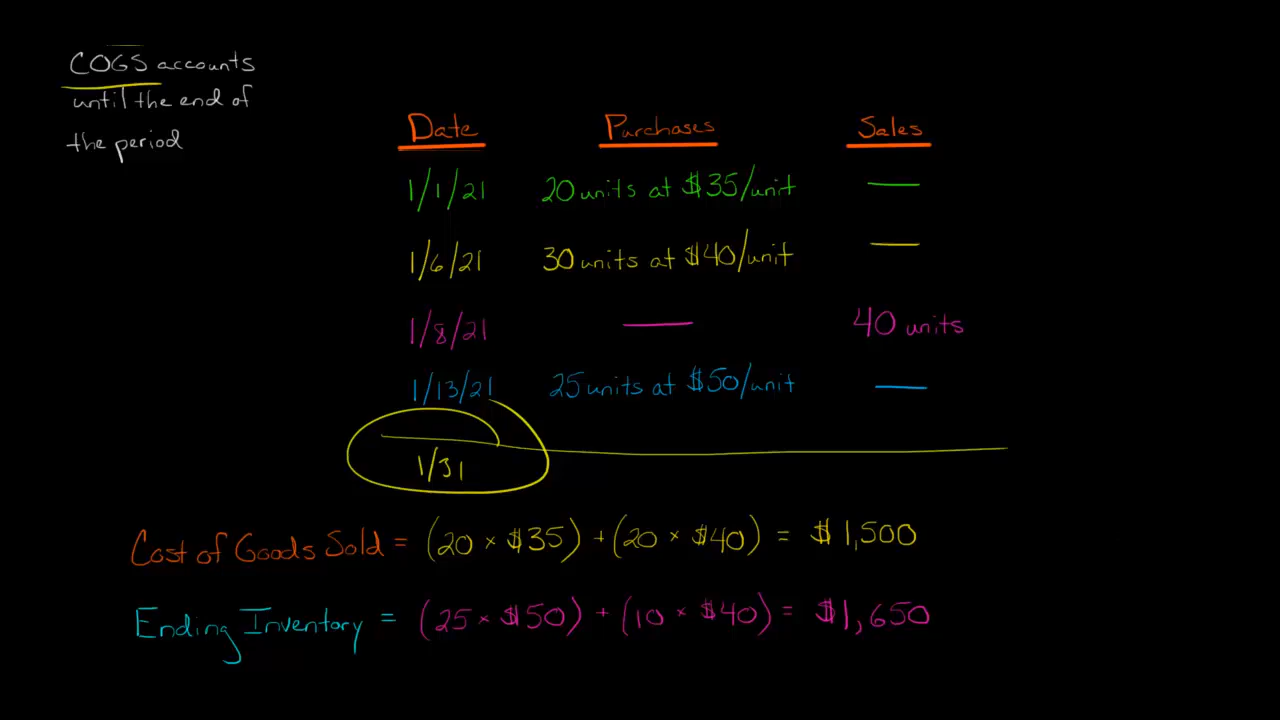 COGS accounts
until the end of
the period
Date Purchases Sales
1/1/21 20 units at $35/unit —
1/6/21 30 units at $40/unit —
1/8/21 — 40 units
1/13/21 25 units at $50/unit —
1/31
Cost of Goods Sold = (20 × $35) + (20 × $40) = $1,500
Ending Inventory = (25 × $50) + (10 × $40) = $1,650